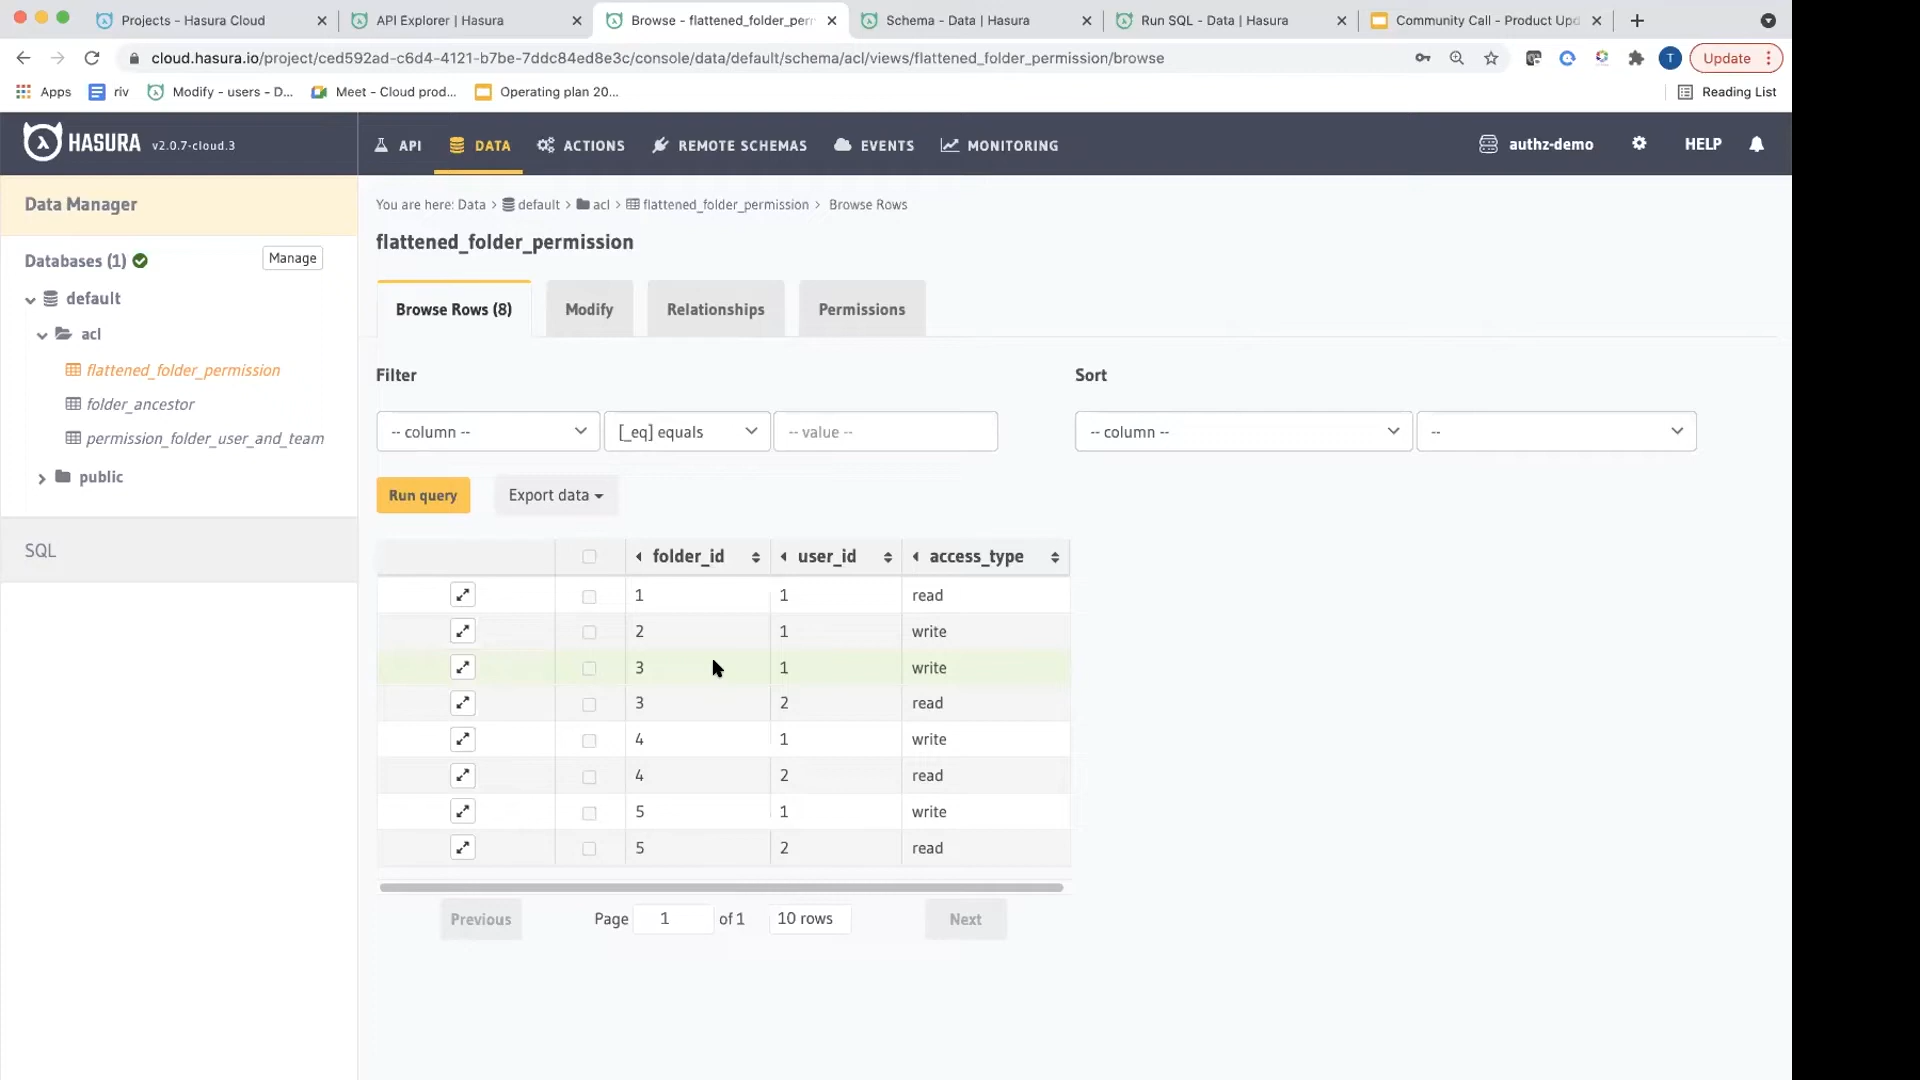 Projects - Hasura Cloud
API Explorer | Hasura
Browse - flattened_folder_perm
Schema - Data | Hasura
Run SQL - Data | Hasura
Community Call - Product Upd
cloud.hasura.io/project/ced592ad-c6d4-4121-b7be-7ddc84ed8e3c/console/data/default/schema/acl/views/flattened_folder_permission/browse
T
Update
Apps
riv
Modify - users - D...
Meet - Cloud prod...
Operating plan 20...
Reading List
HASURA v2.0.7-cloud.3
API
DATA
ACTIONS
REMOTE SCHEMAS
EVENTS
MONITORING
authz-demo
HELP
Data Manager
Databases (1)
Manage
default
acl
flattened_folder_permission
folder_ancestor
permission_folder_user_and_team
public
SQL
You are here: Data > default > acl > flattened_folder_permission > Browse Rows
flattened_folder_permission
Browse Rows (8)
Modify
Relationships
Permissions
Filter
Sort
-- column --
[_eq] equals
-- value --
-- column --
--
Run query
Export data
folder_id user_id access_type
1 1 read
2 1 write
3 1 write
3 2 read
4 1 write
4 2 read
5 1 write
5 2 read
Previous
Page 1 of 1
10 rows
Next